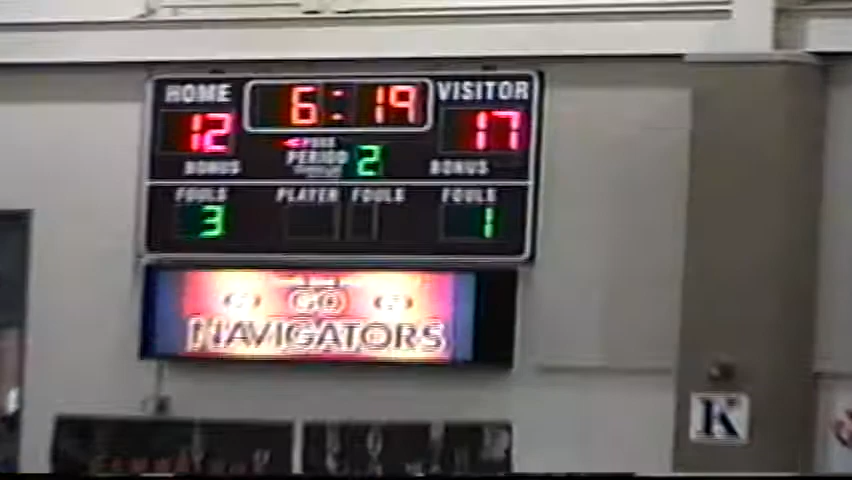 HOME 6:19 VISITOR
12 17
POSS
BONUS PERIOD 2 BONUS
FOULS PLAYER FOULS FOULS
3 1
GO
NAVIGATORS
K